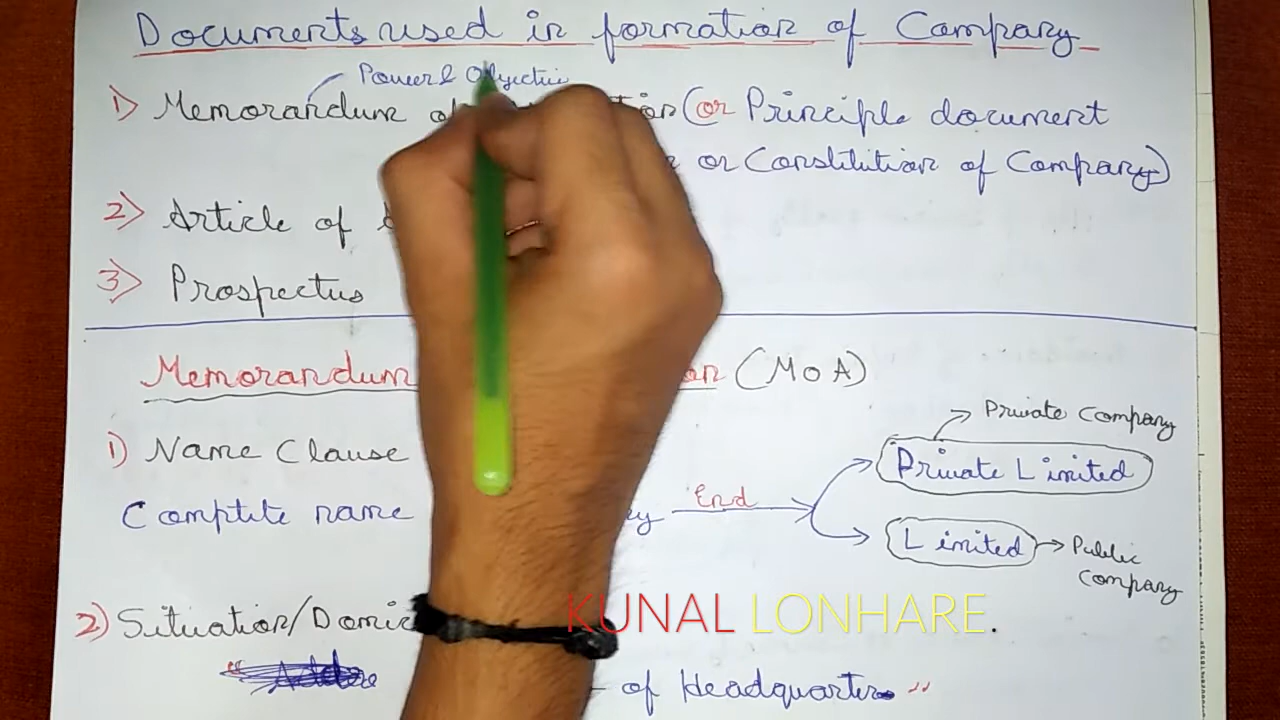 Documents used in formation of Company
Power & Objective
1) Memorandum of (or Principle document
or Constitution of Company)
2) Article of
3) Prospectus
Memorandum (MOA)
Private Company
1) Name Clause
Private Limited
Complete name End
Limited Public
Company
2) Situation/
KUNAL LONHARE.
" of Headquarter "